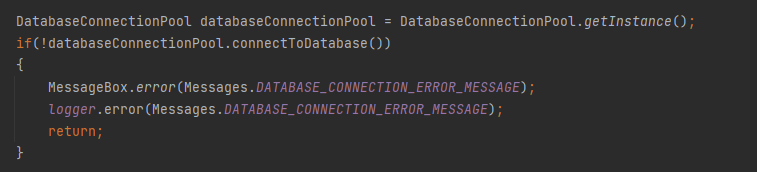 DatabaseConnectionPool databaseConnectionPool = DatabaseConnectionPool.getInstance();
if(!databaseConnectionPool.connectToDatabase())
{
    MessageBox.error(Messages.DATABASE_CONNECTION_ERROR_MESSAGE);
    logger.error(Messages.DATABASE_CONNECTION_ERROR_MESSAGE);
    return;
}